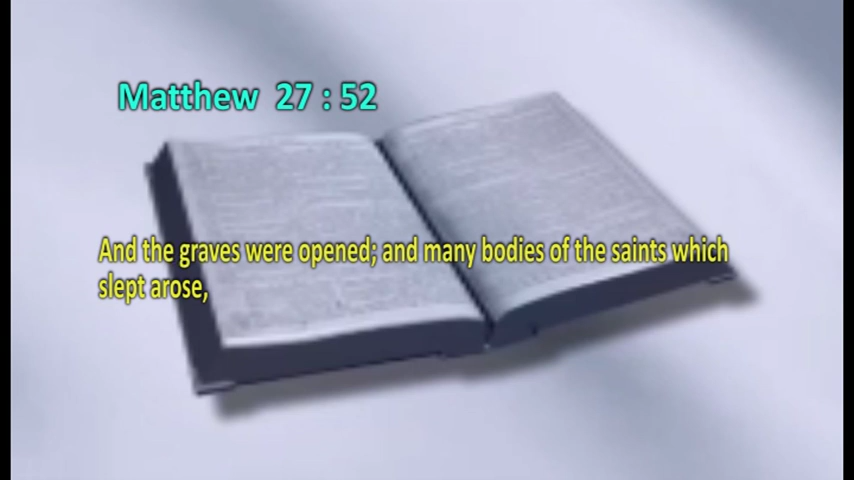 Matthew 27 : 52
And the graves were opened; and many bodies of the saints which
slept arose,